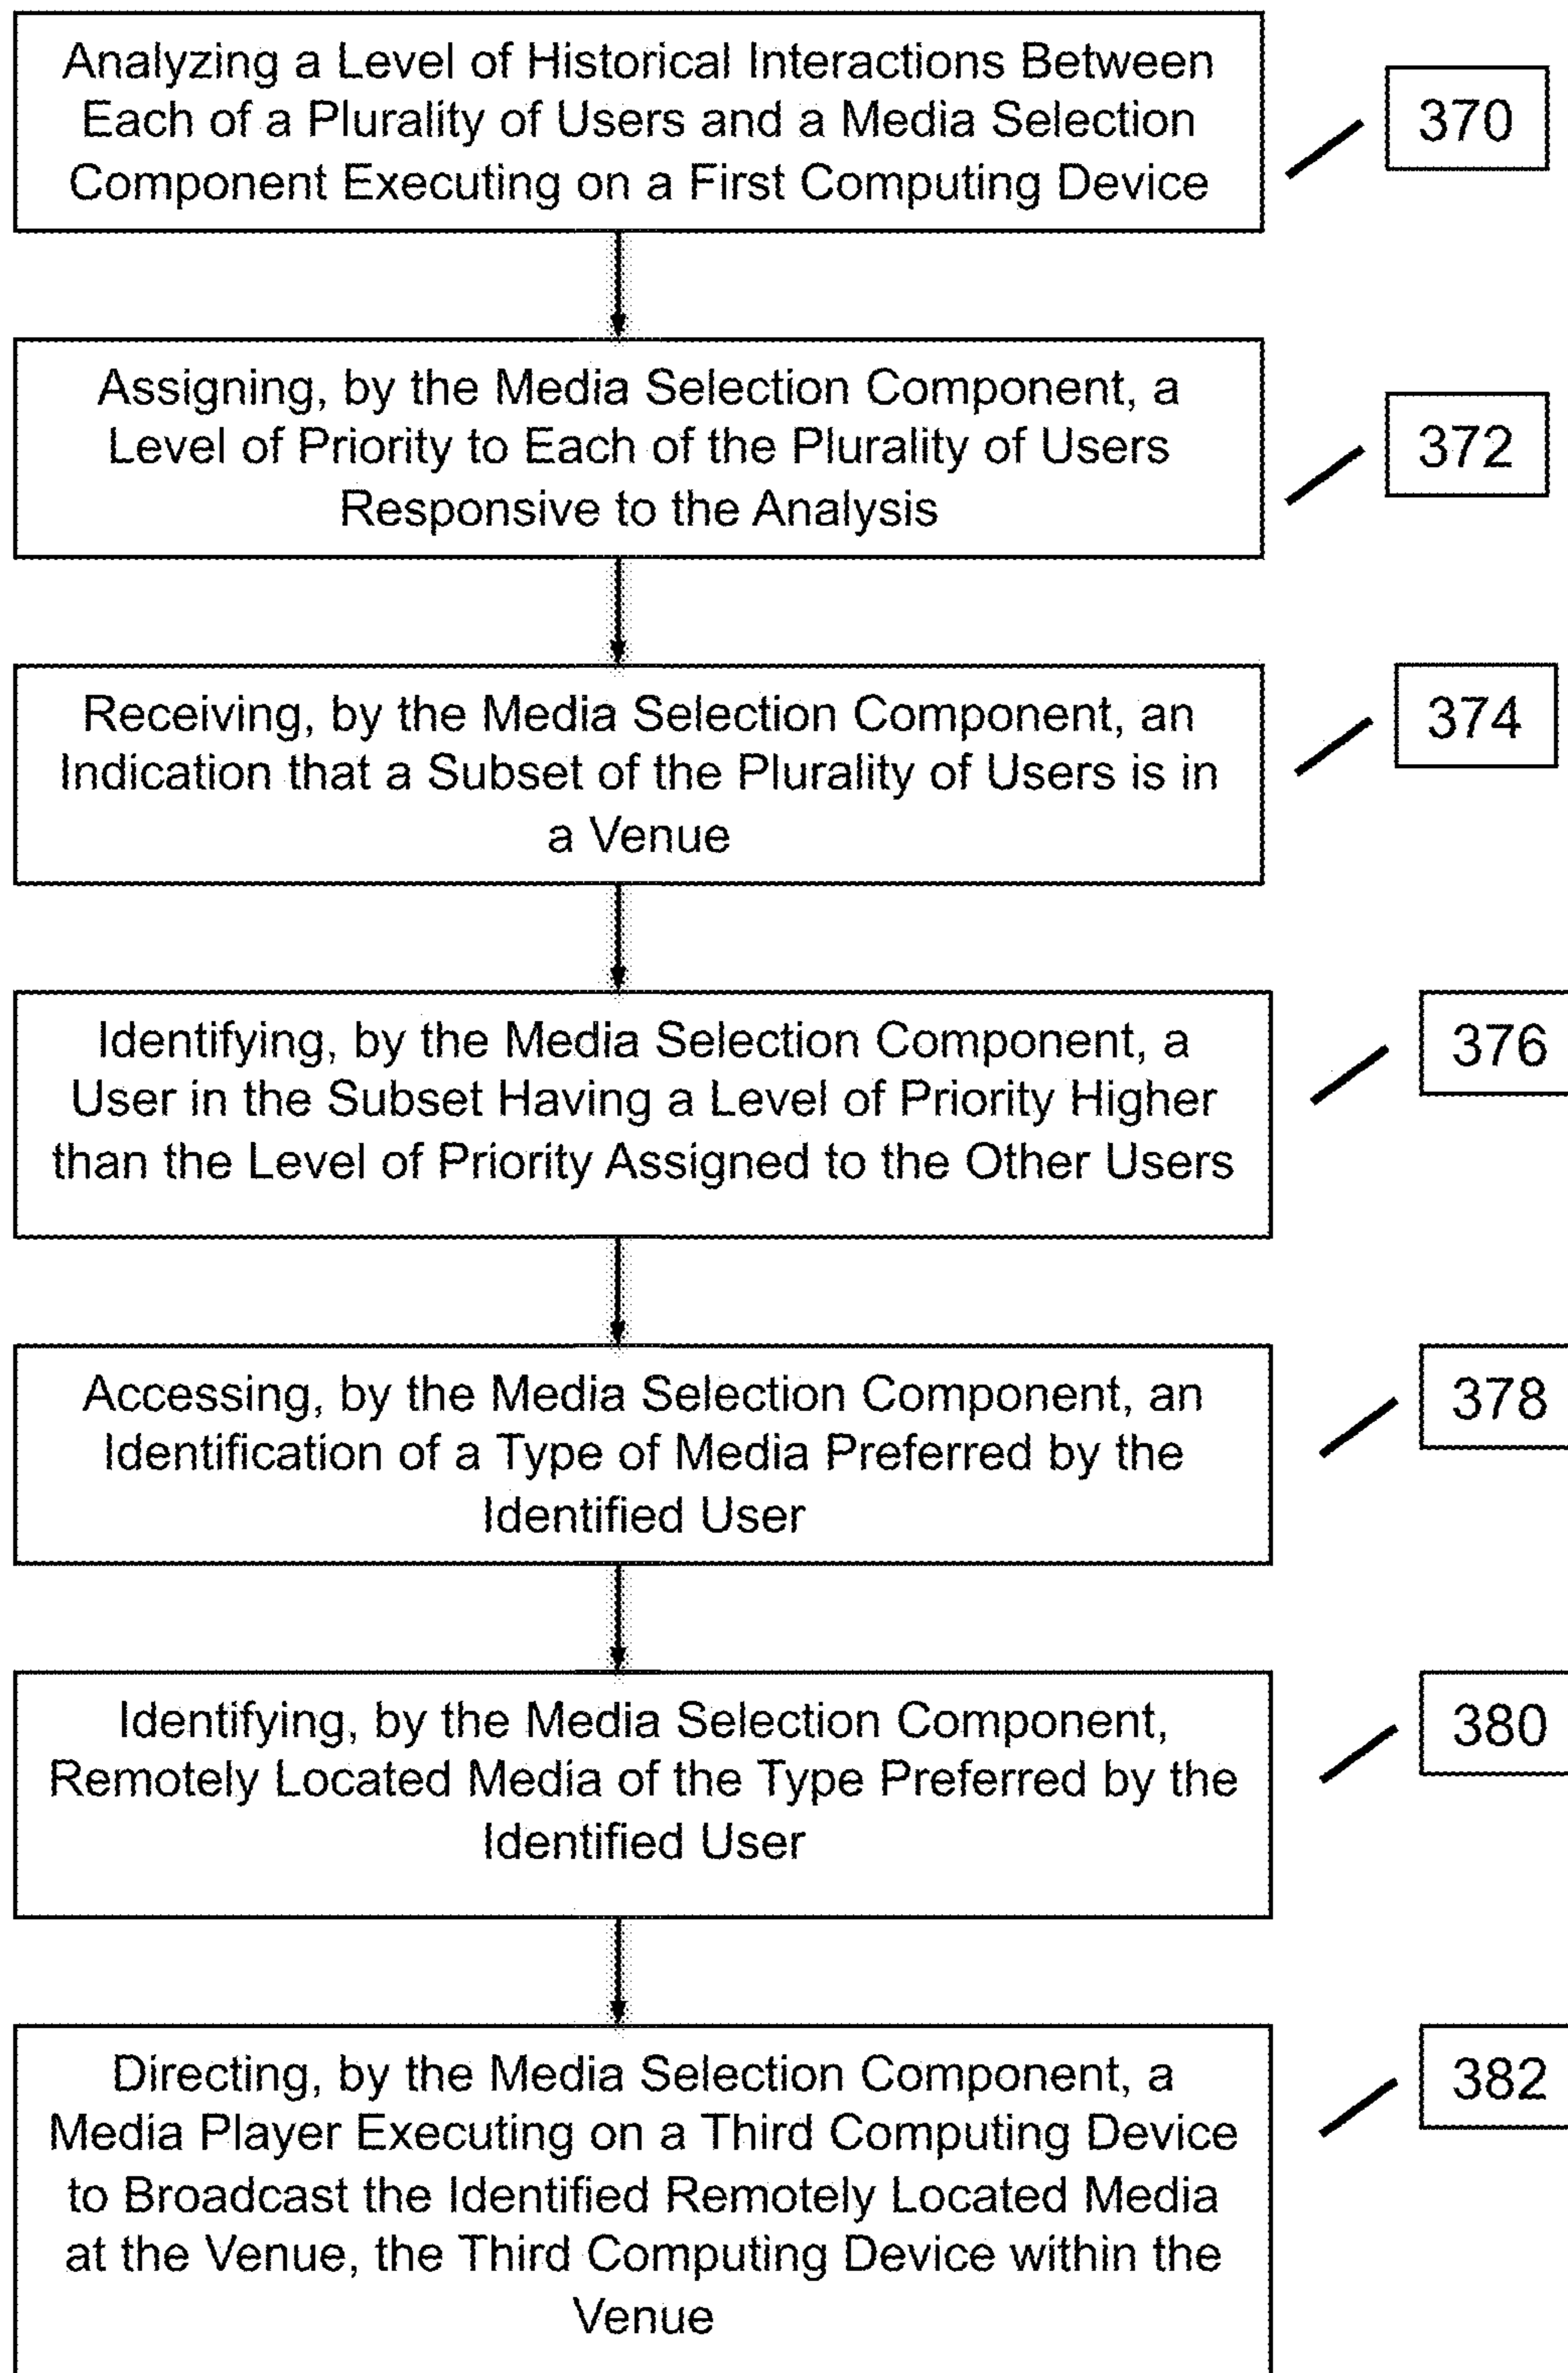 Analyzing a Level of Historical Interactions Between
Each of a Plurality of Users and a Media Selection
Component Executing on a First Computing Device
370
Assigning, by the Media Selection Component, a
Level of Priority to Each of the Plurality of Users
Responsive to the Analysis
372
Receiving, by the Media Selection Component, an
Indication that a Subset of the Plurality of Users is in
a Venue
374
Identifying, by the Media Selection Component, a
User in the Subset Having a Level of Priority Higher
than the Level of Priority Assigned to the Other Users
376
Accessing, by the Media Selection Component, an
Identification of a Type of Media Preferred by the
Identified User
378
Identifying, by the Media Selection Component,
Remotely Located Media of the Type Preferred by the
Identified User
380
Directing, by the Media Selection Component, a
Media Player Executing on a Third Computing Device
to Broadcast the Identified Remotely Located Media
at the Venue, the Third Computing Device within the
Venue
382